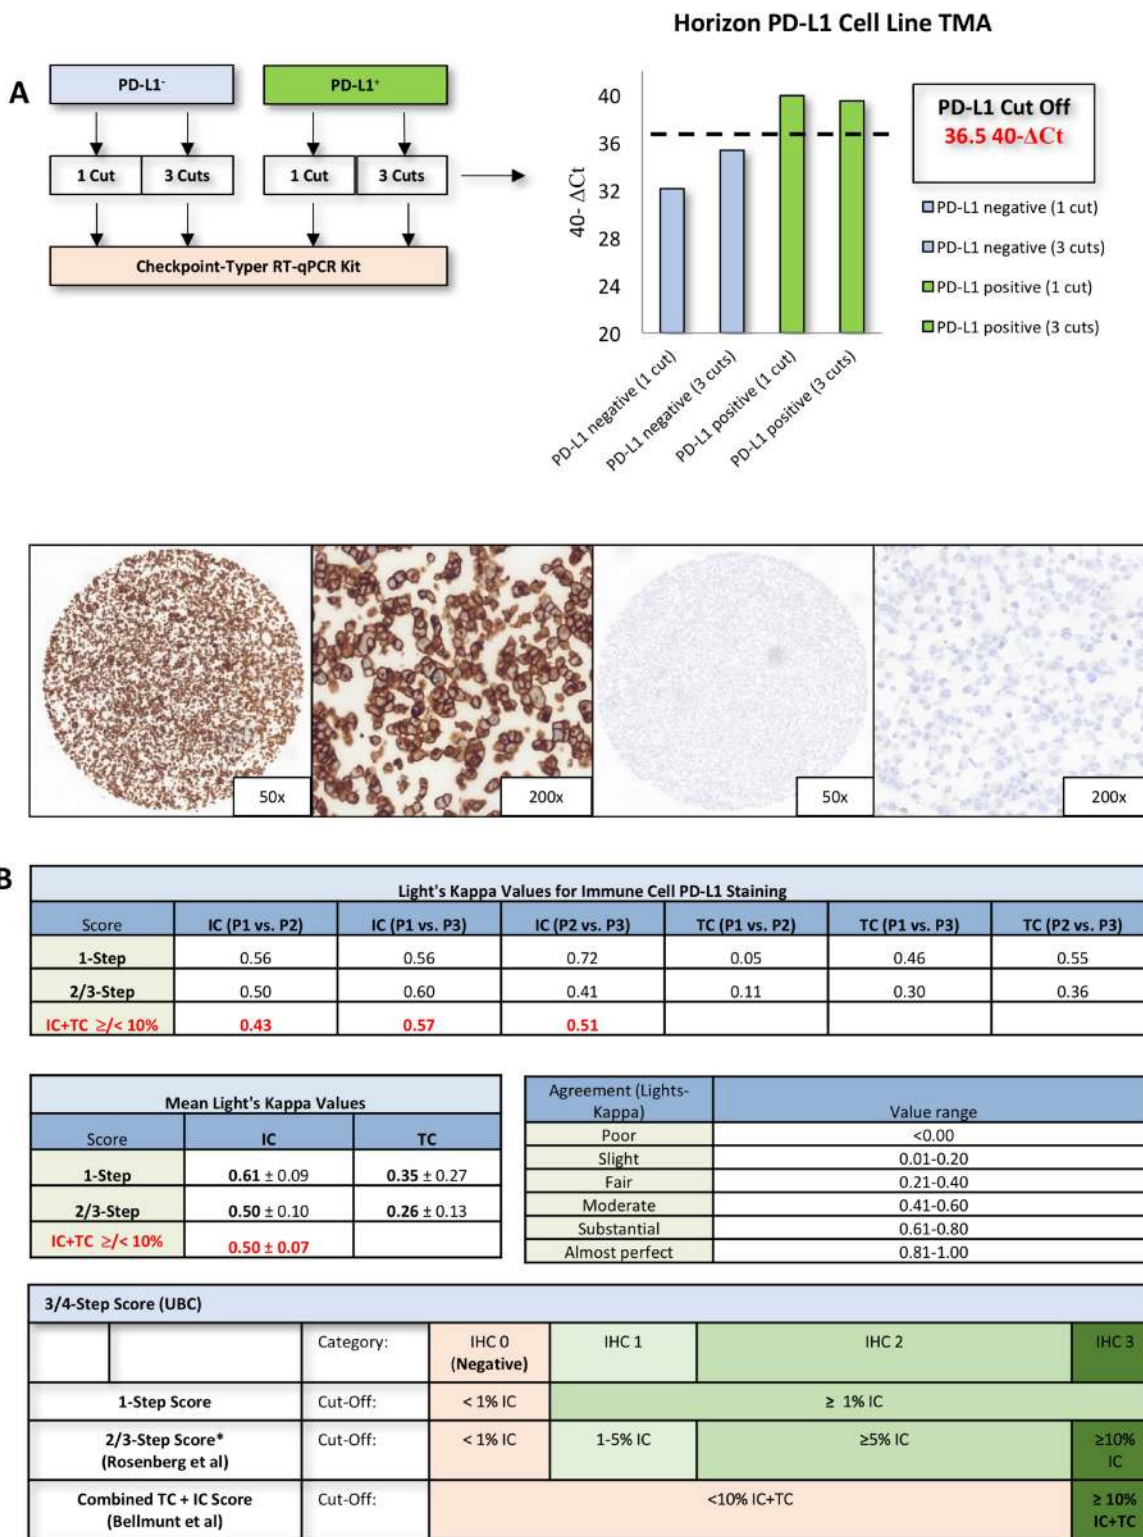 Horizon PD-L1 Cell Line TMA
A
PD-L1-
PD-L1+
1 Cut
3 Cuts
1 Cut
3 Cuts
Checkpoint-Typer RT-qPCR Kit
40- ΔCt
40
36
32
28
24
20
PD-L1 negative (1 cut)
PD-L1 negative (3 cuts)
PD-L1 positive (1 cut)
PD-L1 positive (3 cuts)
PD-L1 Cut Off
36.5 40-ΔCt
PD-L1 negative (1 cut)
PD-L1 negative (3 cuts)
PD-L1 positive (1 cut)
PD-L1 positive (3 cuts)
50x
200x
50x
200x
B
Light's Kappa Values for Immune Cell PD-L1 Staining
Score IC (P1 vs. P2) IC (P1 vs. P3) IC (P2 vs. P3) TC (P1 vs. P2) TC (P1 vs. P3) TC (P2 vs. P3)
1-Step 0.56 0.56 0.72 0.05 0.46 0.55
2/3-Step 0.50 0.60 0.41 0.11 0.30 0.36
IC+TC ≥/< 10% 0.43 0.57 0.51
Mean Light's Kappa Values
Score IC TC
1-Step 0.61 ± 0.09 0.35 ± 0.27
2/3-Step 0.50 ± 0.10 0.26 ± 0.13
IC+TC ≥/< 10% 0.50 ± 0.07
Agreement (Lights-
Kappa) Value range
Poor <0.00
Slight 0.01-0.20
Fair 0.21-0.40
Moderate 0.41-0.60
Substantial 0.61-0.80
Almost perfect 0.81-1.00
3/4-Step Score (UBC)
Category: IHC 0 IHC 1 IHC 2 IHC 3
(Negative)
1-Step Score Cut-Off: < 1% IC ≥ 1% IC
2/3-Step Score* Cut-Off: < 1% IC 1-5% IC ≥5% IC ≥10%
(Rosenberg et al) IC
Combined TC + IC Score Cut-Off: <10% IC+TC ≥ 10%
(Bellmunt et al) IC+TC